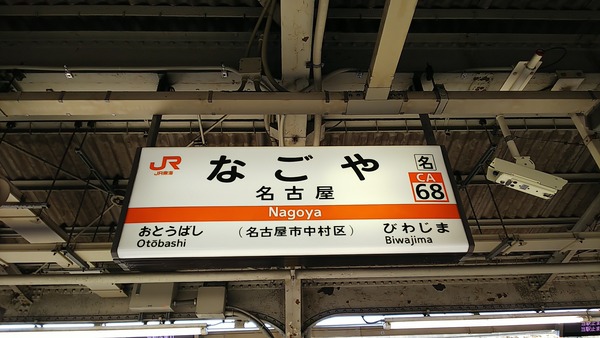 JR
JR東海
なごや
名
CA
68
名古屋
Nagoya
おとうばし
Otōbashi
(名古屋市中村区)
びわじま
Biwajima